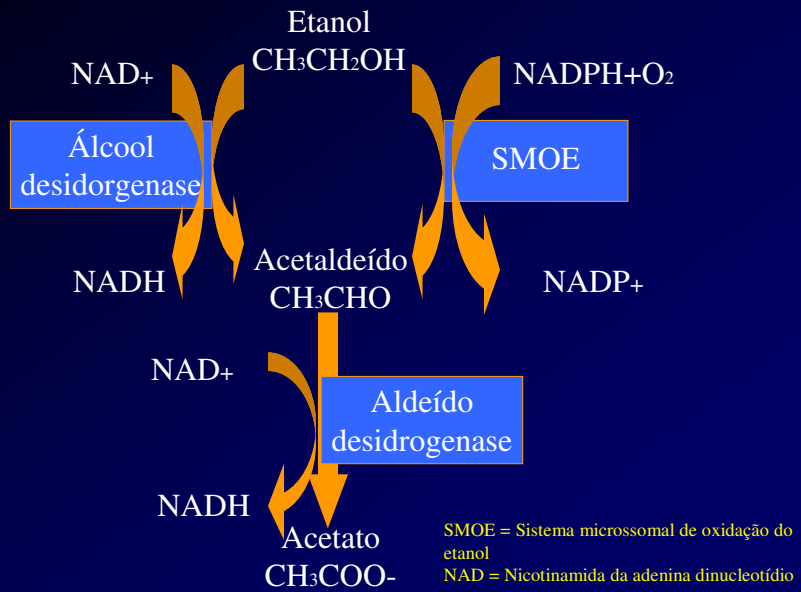 Etanol
CH3CH2OH
NAD+
NADPH+O2
Álcool
desidorgenase
SMOE
NADH
Acetaldeído
CH3CHO
NADP+
NAD+
Aldeído
desidrogenase
NADH
Acetato
CH3COO-
SMOE = Sistema microssomal de oxidação do
etanol
NAD = Nicotinamida da adenina dinucleotídio